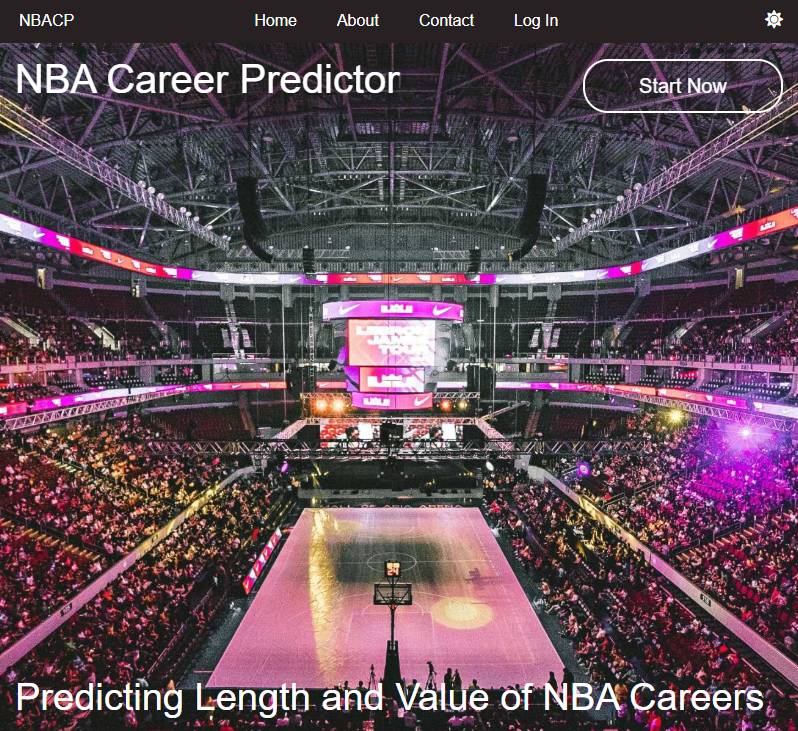 NBACP
Home
About
Contact
Log In
NBA Career Predictor
Start Now
Predicting Length and Value of NBA Careers